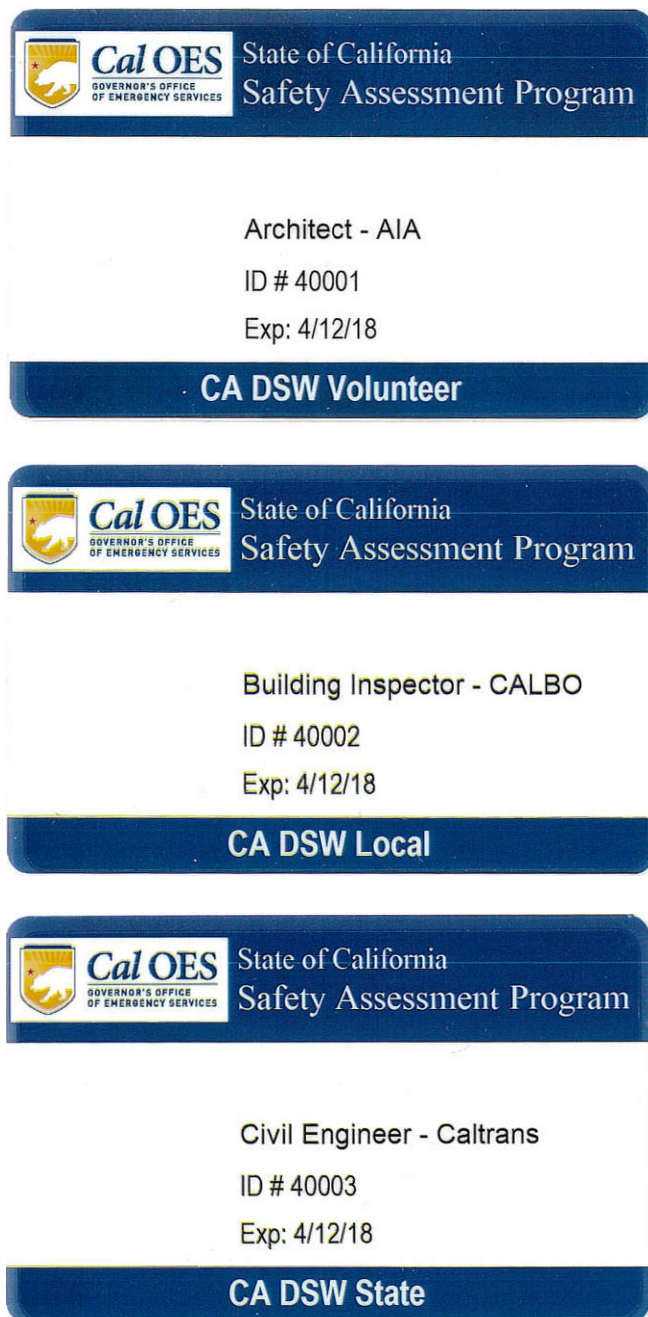 Cal OES
GOVERNOR'S OFFICE
OF EMERGENCY SERVICES
State of California
Safety Assessment Program
Architect - AIA
ID # 40001
Exp: 4/12/18
CA DSW Volunteer
Cal OES
GOVERNOR'S OFFICE
OF EMERGENCY SERVICES
State of California
Safety Assessment Program
Building Inspector - CALBO
ID # 40002
Exp: 4/12/18
CA DSW Local
Cal OES
GOVERNOR'S OFFICE
OF EMERGENCY SERVICES
State of California
Safety Assessment Program
Civil Engineer - Caltrans
ID # 40003
Exp: 4/12/18
CA DSW State